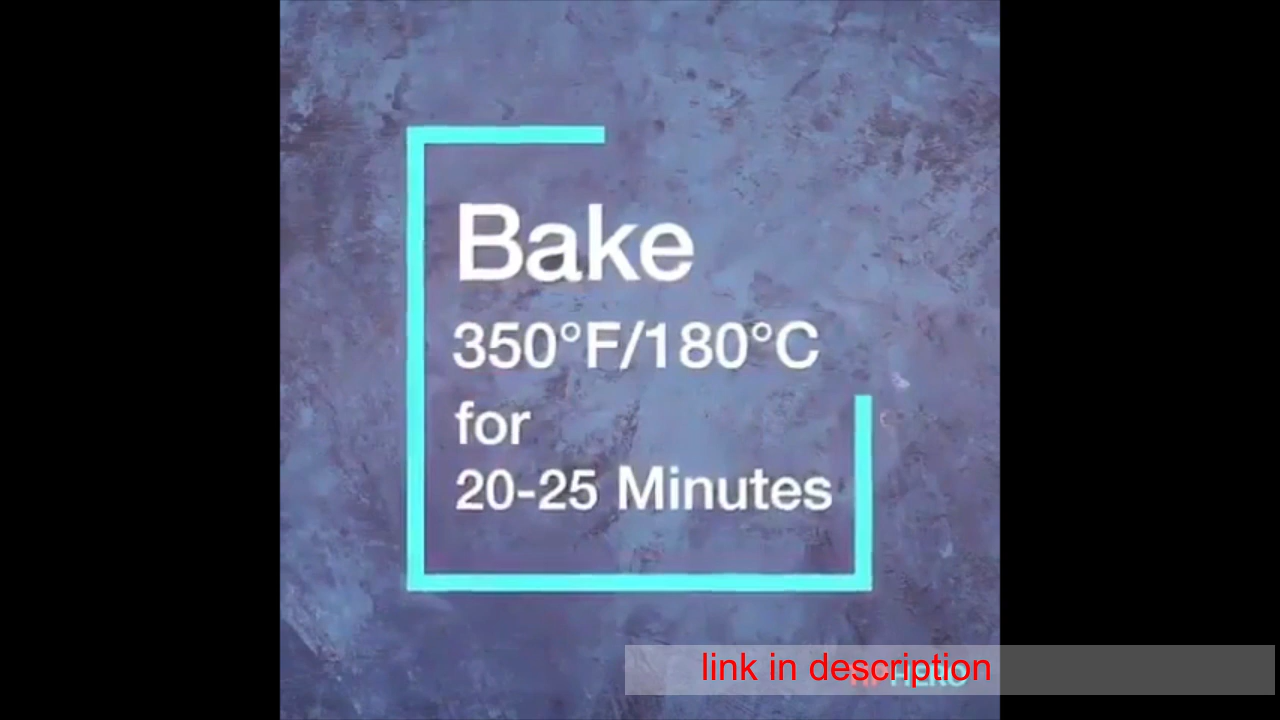 Bake
350°F/180°C
for
20-25 Minutes
link in description